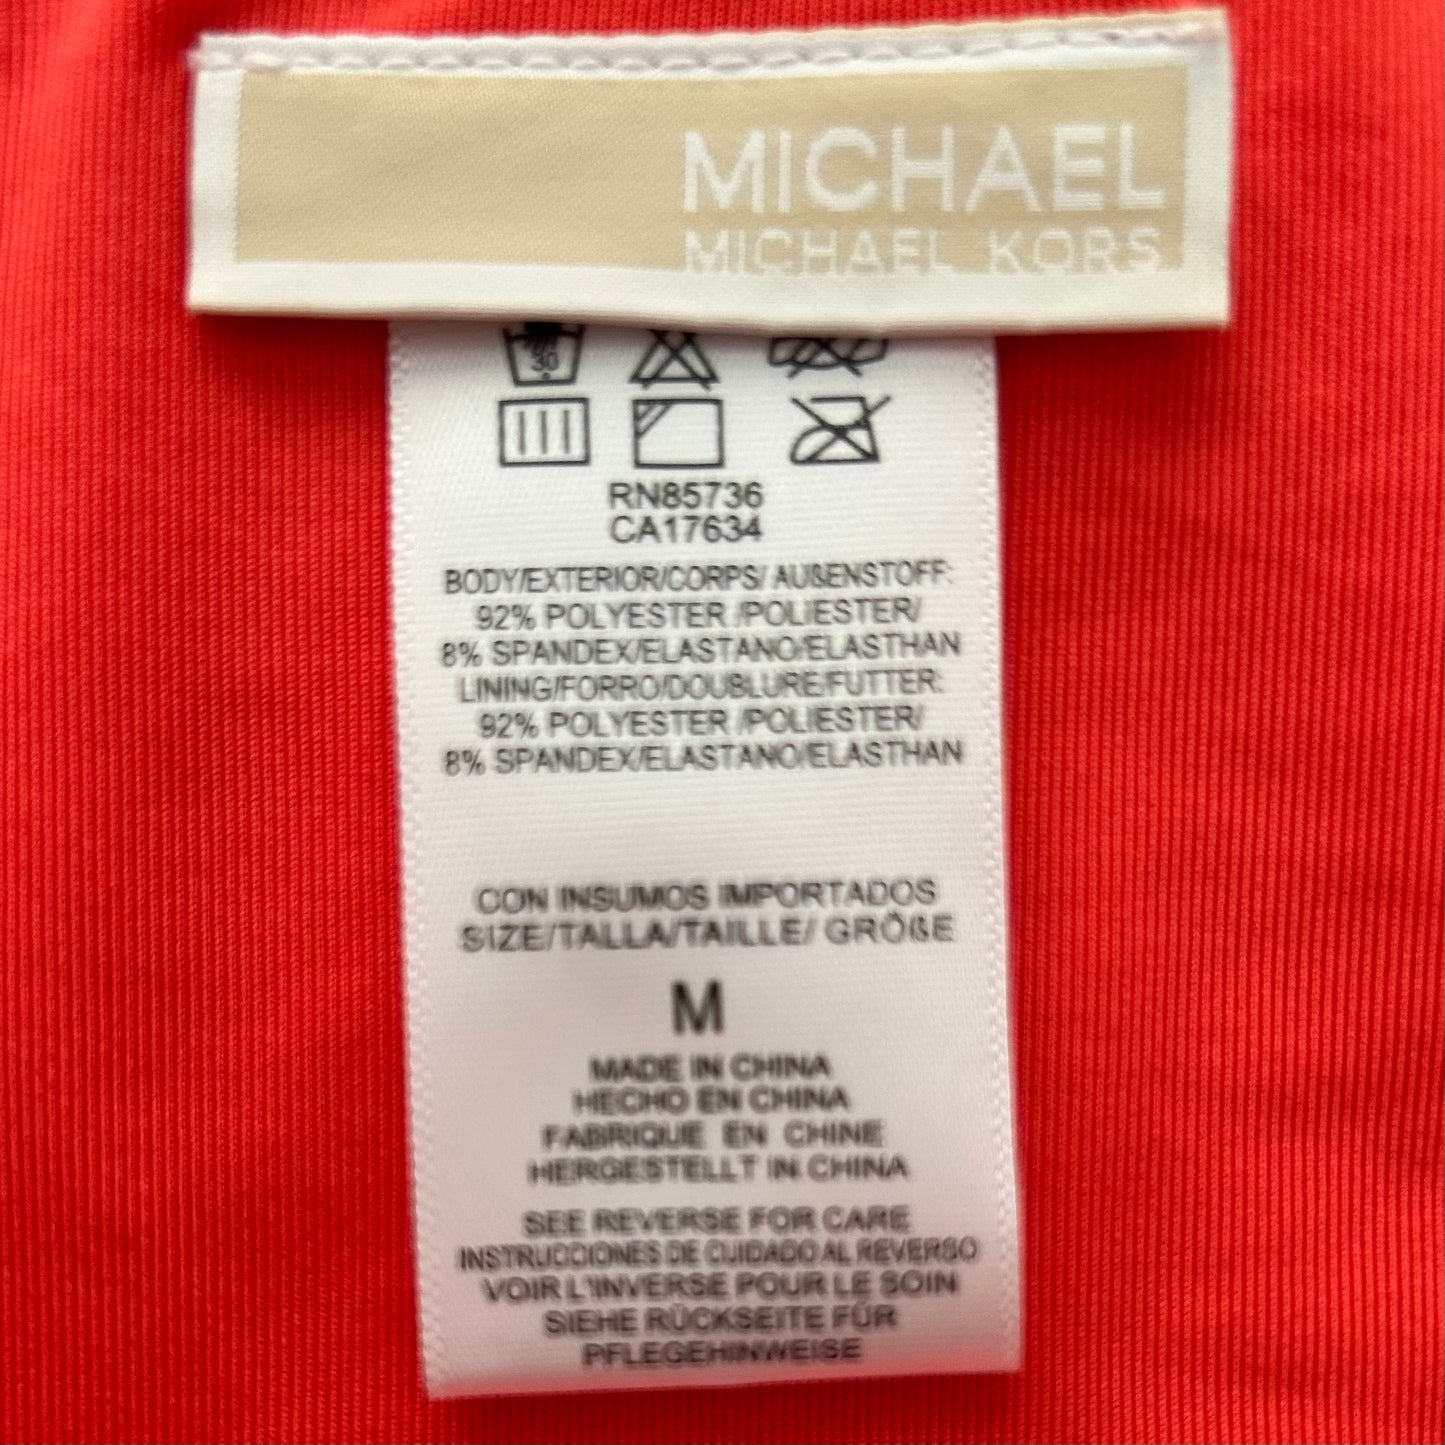 MICHAEL
MICHAEL KORS
30
RN85736
CA17634
BODY/EXTERIOR/CORPS/ AUßENSTOFF:
92% POLYESTER /POLIESTER/
8% SPANDEX/ELASTANO/ELASTHAN
LINING/FORRO/DOUBLURE/FUTTER:
92% POLYESTER /POLIESTER/
8% SPANDEX/ELASTANO/ELASTHAN
CON INSUMOS IMPORTADOS
SIZE/TALLA/TAILLE/ GRÖßE
M
MADE IN CHINA
HECHO EN CHINA
FABRIQUE EN CHINE
HERGESTELLT IN CHINA
SEE REVERSE FOR CARE
INSTRUCCIONES DE CUIDADO AL REVERSO
VOIR L'INVERSE POUR LE SOIN
SIEHE RÜCKSEITE FÜR
PFLEGEHINWEISE